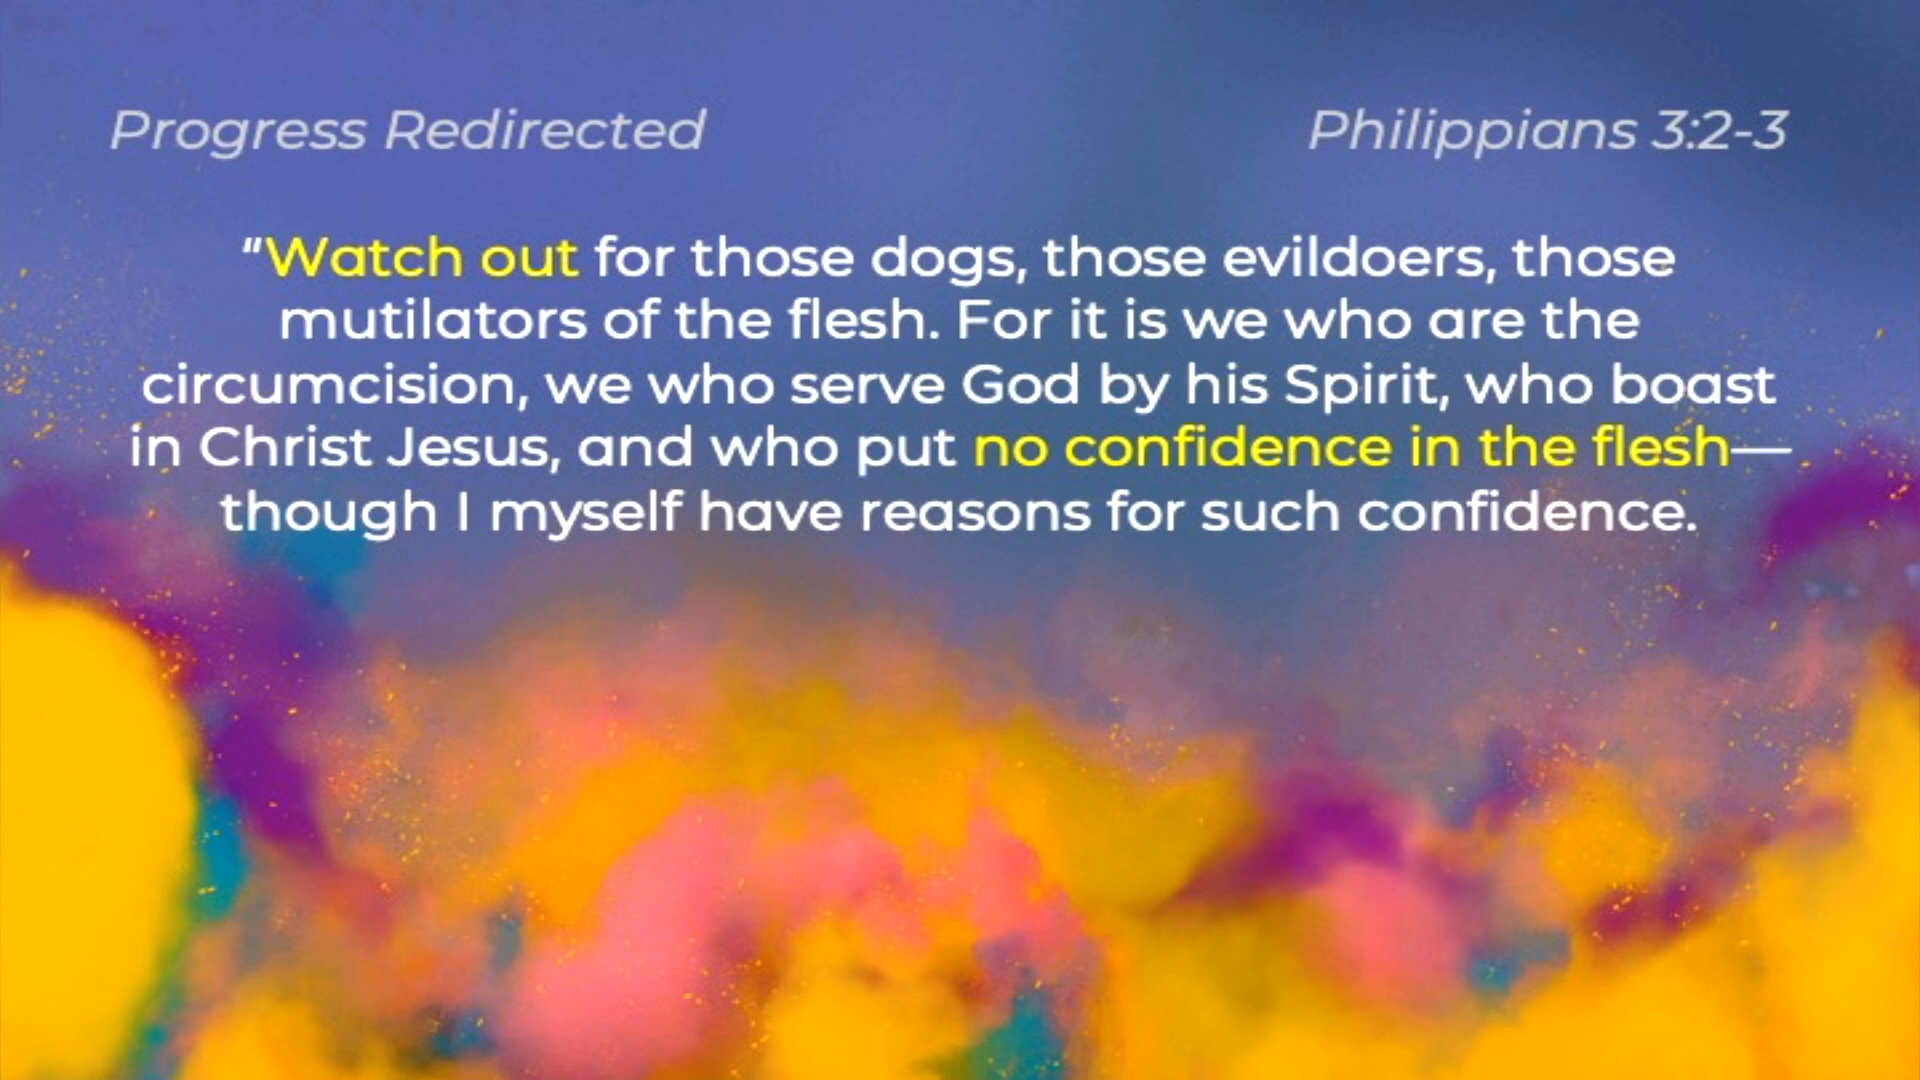 Progress Redirected
Philippians 3:2-3
"Watch out for those dogs, those evildoers, those
mutilators of the flesh. For it is we who are the
circumcision, we who serve God by his Spirit, who boast
in Christ Jesus, and who put no confidence in the flesh—
though I myself have reasons for such confidence.